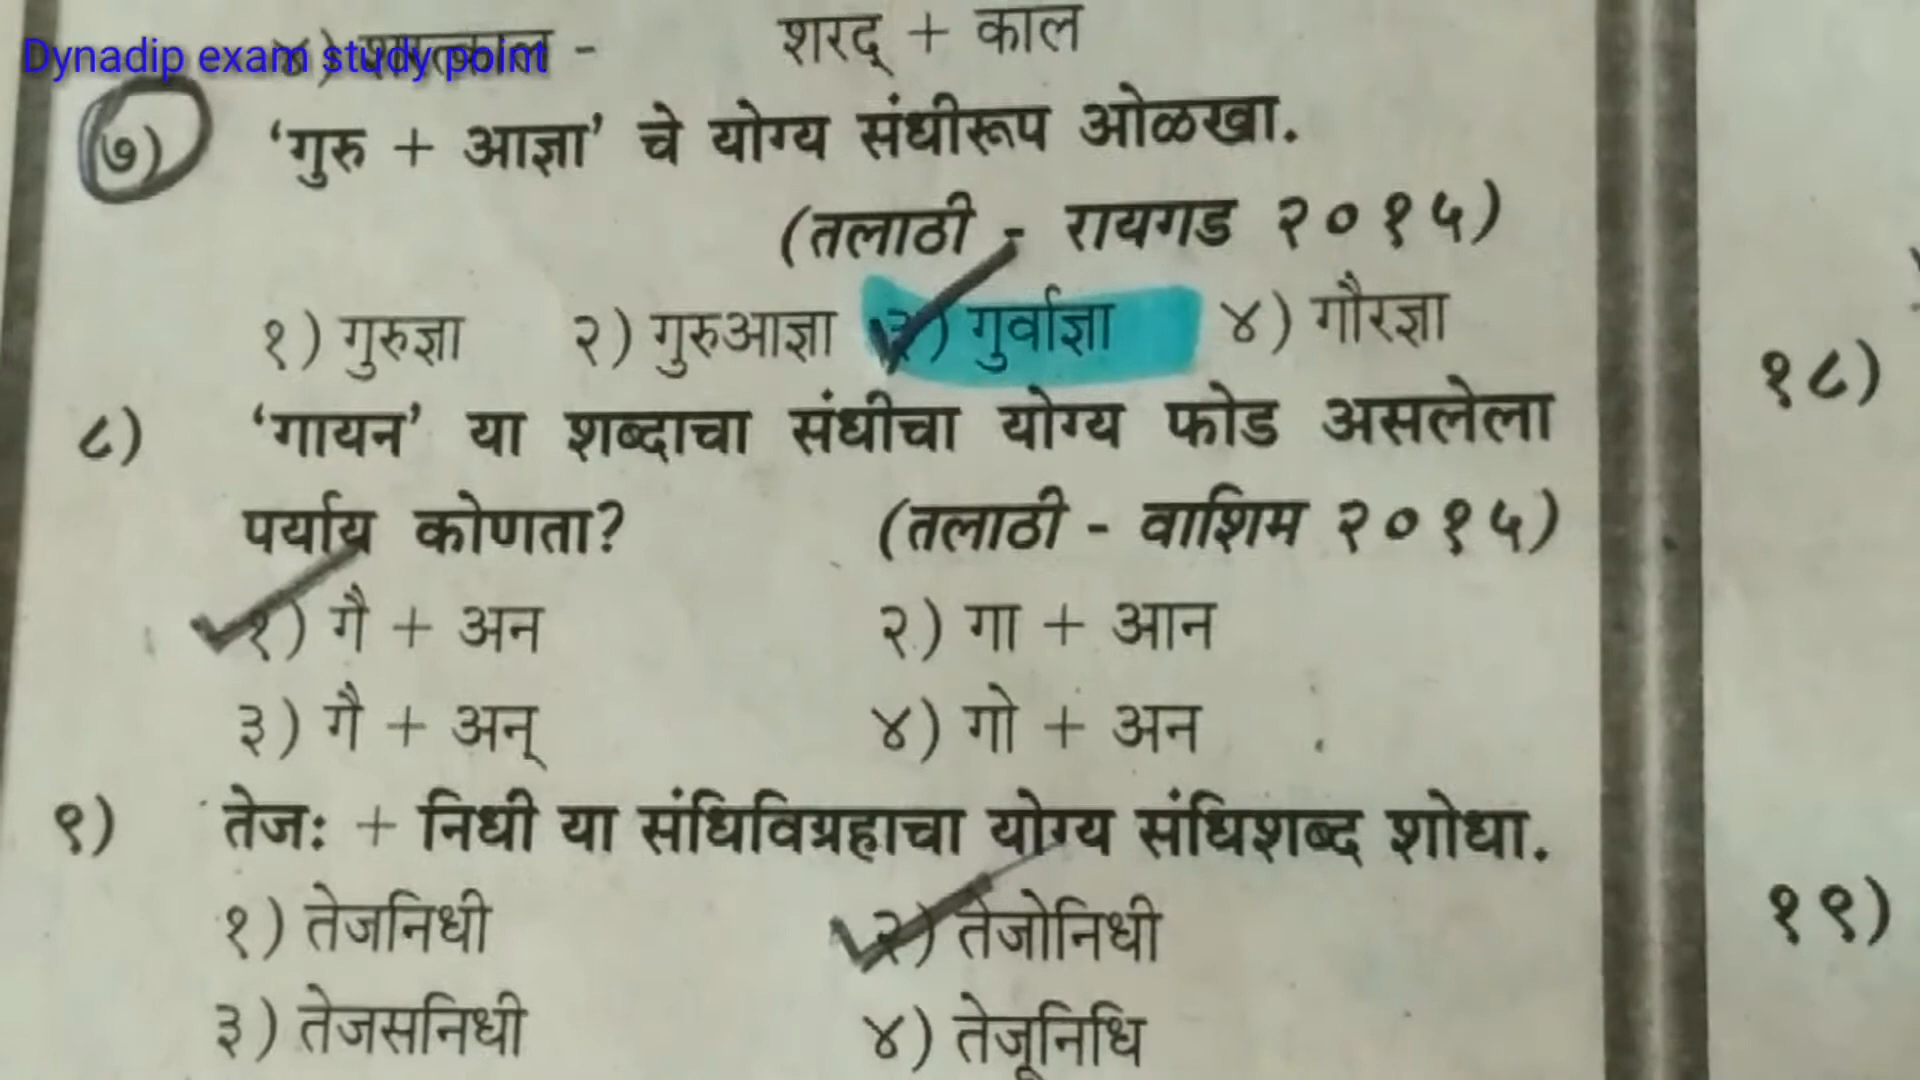 Dynadip exam study point
४) शरत्काल - शरद् + काल
७) ‘गुरु + आज्ञा’ चे योग्य संधीरूप ओळखा.
(तलाठी - रायगड २०१५)
१) गुरुज्ञा २) गुरुआज्ञा ३) गुर्वाज्ञा ४) गौरज्ञा
८) ‘गायन’ या शब्दाचा संधीचा योग्य फोड असलेला
पर्याय कोणता? (तलाठी - वाशिम २०१५)
१) गै + अन २) गा + आन
३) गै + अन् ४) गो + अन
९) तेजः + निधी या संधिविग्रहाचा योग्य संधिशब्द शोधा.
१) तेजनिधी २) तेजोनिधी
३) तेजसनिधी ४) तेजूनिधि
१८)
१९)